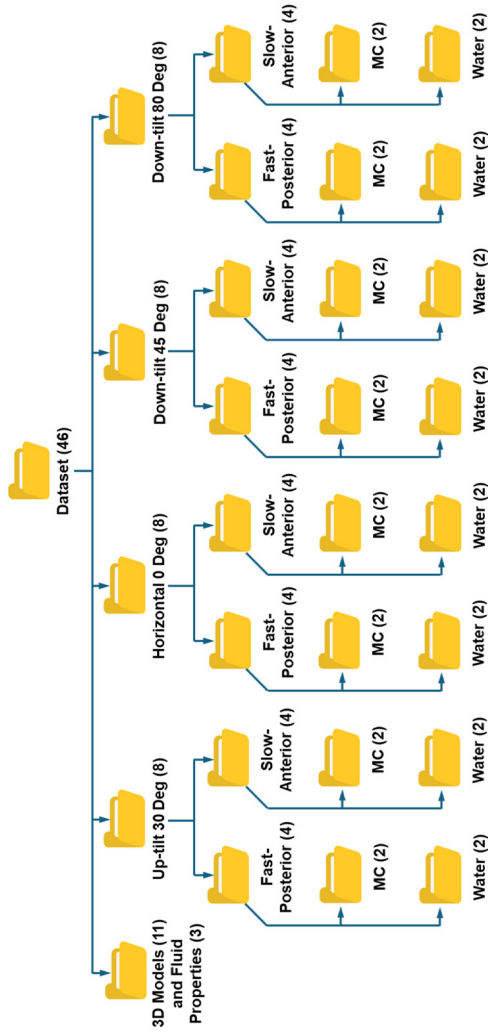 Dataset (46)
3D Models (11)
and Fluid
Properties (3)
Up-tilt 30 Deg (8)
Horizontal 0 Deg (8)
Down-tilt 45 Deg (8)
Down-tilt 80 Deg (8)
Fast-
Posterior (4)
Slow-
Anterior (4)
Fast-
Posterior (4)
Slow-
Anterior (4)
Fast-
Posterior (4)
Slow-
Anterior (4)
Fast-
Posterior (4)
Slow-
Anterior (4)
MC (2)
MC (2)
MC (2)
MC (2)
MC (2)
MC (2)
MC (2)
MC (2)
Water (2)
Water (2)
Water (2)
Water (2)
Water (2)
Water (2)
Water (2)
Water (2)